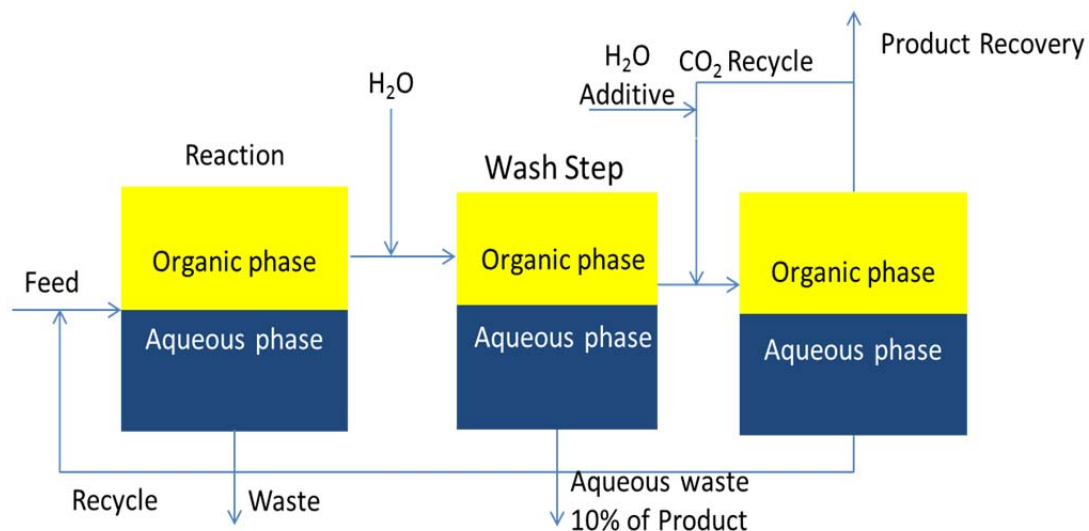 Product Recovery
H₂O
Additive
CO₂ Recycle
H₂O
Reaction
Wash Step
Organic phase
Organic phase
Organic phase
Feed
Aqueous phase
Aqueous phase
Aqueous phase
Recycle
Waste
Aqueous waste
10% of Product